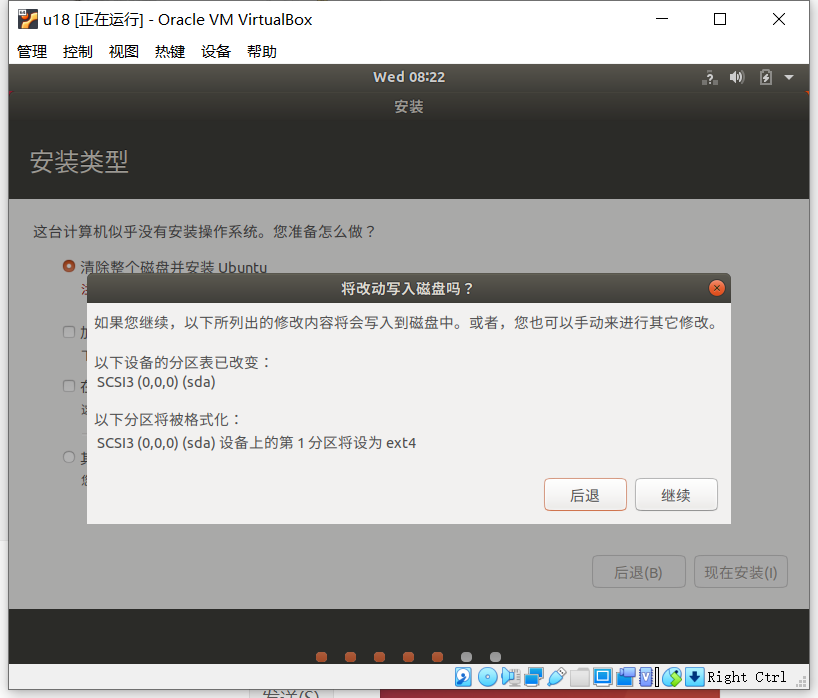 u18 [正在运行] - Oracle VM VirtualBox
管理 控制 视图 热键 设备 帮助
Wed 08:22
安装
安装类型
这台计算机似乎没有安装操作系统。您准备怎么做？
清除整个磁盘并安装 Ubuntu
将改动写入磁盘吗？
如果您继续，以下所列出的修改内容将会写入到磁盘中。或者，您也可以手动来进行其它修改。
以下设备的分区表已改变：
SCSI3 (0,0,0) (sda)
以下分区将被格式化：
SCSI3 (0,0,0) (sda) 设备上的第 1 分区将设为 ext4
后退 继续
后退(B) 现在安装(I)
Right Ctrl
发送(S)